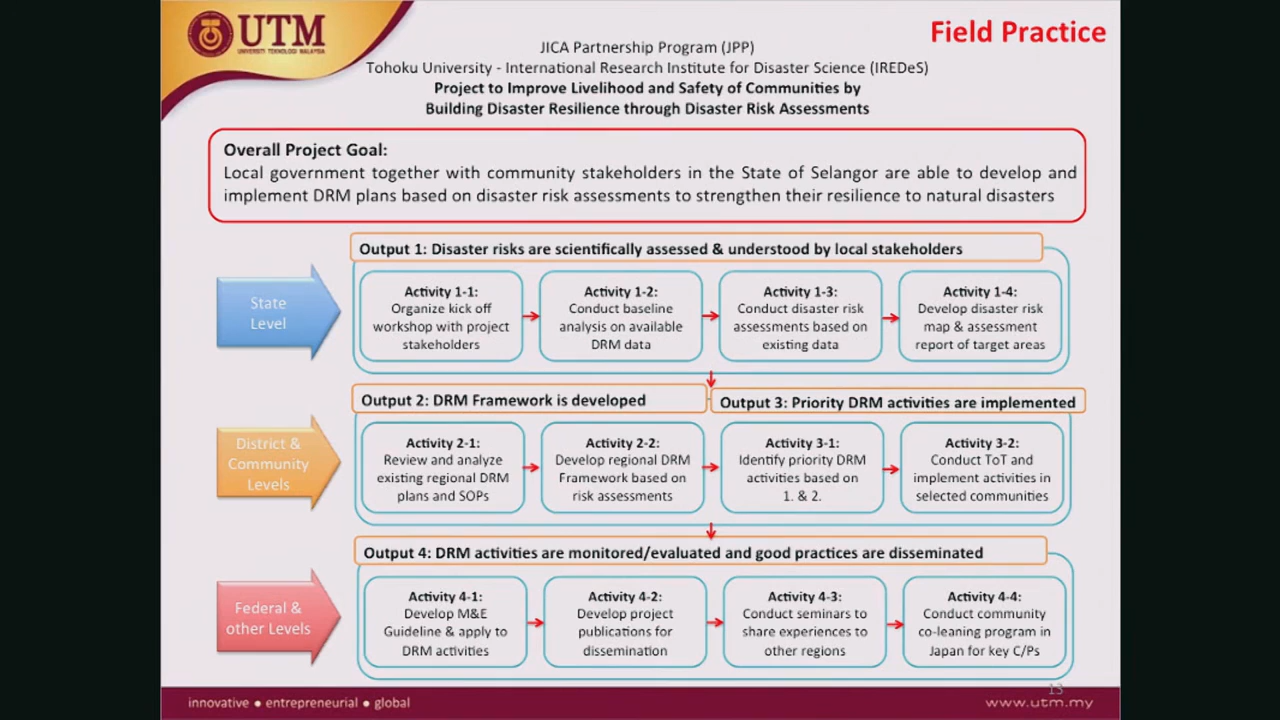 UTM
UNIVERSITI TEKNOLOGI MALAYSIA
Field Practice
JICA Partnership Program (JPP)
Tohoku University - International Research Institute for Disaster Science (IREDeS)
Project to Improve Livelihood and Safety of Communities by
Building Disaster Resilience through Disaster Risk Assessments
Overall Project Goal:
Local government together with community stakeholders in the State of Selangor are able to develop and
implement DRM plans based on disaster risk assessments to strengthen their resilience to natural disasters
State
Level
Output 1: Disaster risks are scientifically assessed & understood by local stakeholders
Activity 1-1:
Organize kick off
workshop with project
stakeholders
Activity 1-2:
Conduct baseline
analysis on available
DRM data
Activity 1-3:
Conduct disaster risk
assessments based on
existing data
Activity 1-4:
Develop disaster risk
map & assessment
report of target areas
District &
Community
Levels
Output 2: DRM Framework is developed
Output 3: Priority DRM activities are implemented
Activity 2-1:
Review and analyze
existing regional DRM
plans and SOPs
Activity 2-2:
Develop regional DRM
Framework based on
risk assessments
Activity 3-1:
Identify priority DRM
activities based on
1. & 2.
Activity 3-2:
Conduct ToT and
implement activities in
selected communities
Federal &
other Levels
Output 4: DRM activities are monitored/evaluated and good practices are disseminated
Activity 4-1:
Develop M&E
Guideline & apply to
DRM activities
Activity 4-2:
Develop project
publications for
dissemination
Activity 4-3:
Conduct seminars to
share experiences to
other regions
Activity 4-4:
Conduct community
co-leaning program in
Japan for key C/Ps
13
innovative ● entrepreneurial ● global
www.utm.my